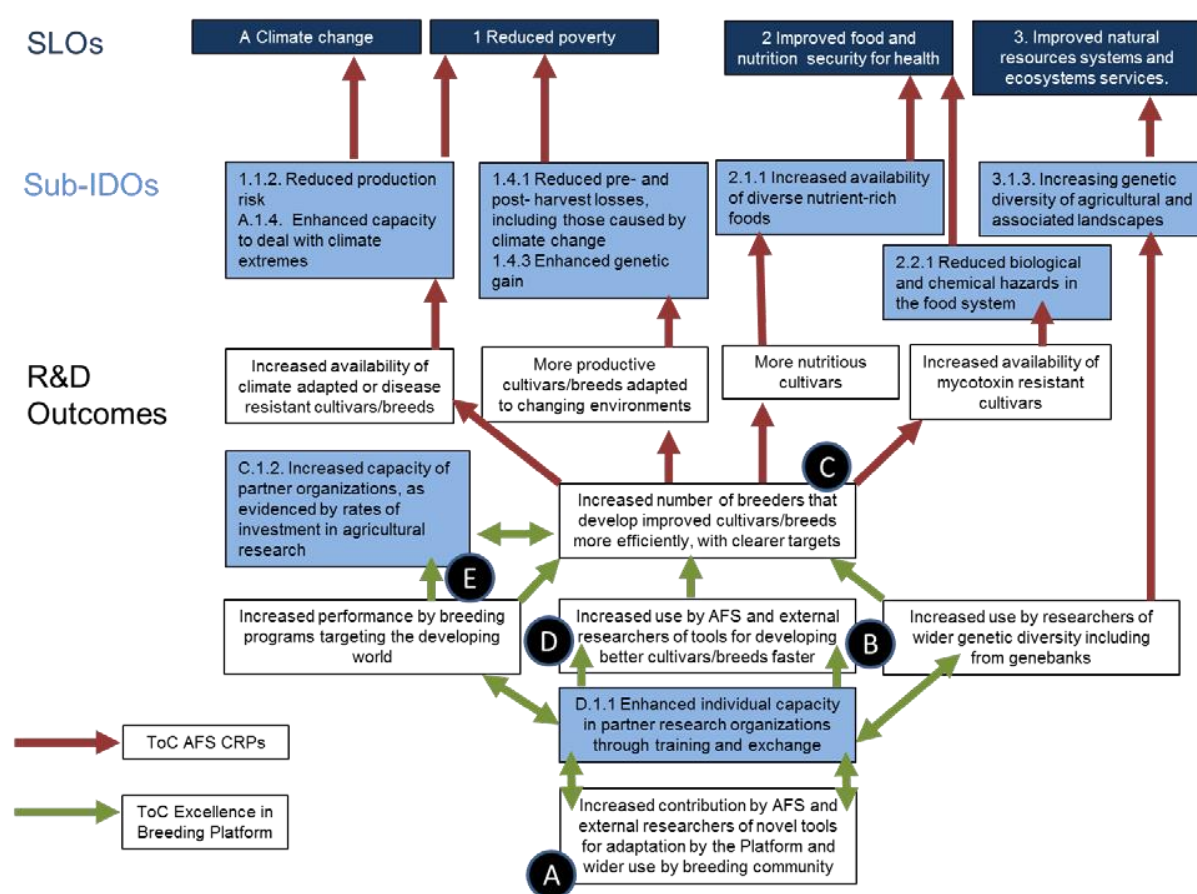 SLOs
A Climate change
1 Reduced poverty
2 Improved food and
nutrition security for health
3. Improved natural
resources systems and
ecosystems services.
Sub-IDOs
1.1.2. Reduced production
risk
A.1.4. Enhanced capacity
to deal with climate
extremes
1.4.1 Reduced pre- and
post- harvest losses,
including those caused by
climate change
1.4.3 Enhanced genetic
gain
2.1.1 Increased availability
of diverse nutrient-rich
foods
3.1.3. Increasing genetic
diversity of agricultural and
associated landscapes
2.2.1 Reduced biological
and chemical hazards in
the food system
R&D
Outcomes
Increased availability of
climate adapted or disease
resistant cultivars/breeds
More productive
cultivars/breeds adapted
to changing environments
More nutritious
cultivars
Increased availability of
mycotoxin resistant
cultivars
C.1.2. Increased capacity of
partner organizations, as
evidenced by rates of
investment in agricultural
research
C
Increased number of breeders that
develop improved cultivars/breeds
more efficiently, with clearer targets
E
Increased performance by breeding
programs targeting the developing
world
D
Increased use by AFS and external
researchers of tools for developing
better cultivars/breeds faster
B
Increased use by researchers of
wider genetic diversity including
from genebanks
D.1.1 Enhanced individual capacity
in partner research organizations
through training and exchange
ToC AFS CRPs
ToC Excellence in
Breeding Platform
Increased contribution by AFS and
external researchers of novel tools
for adaptation by the Platform and
wider use by breeding community
A